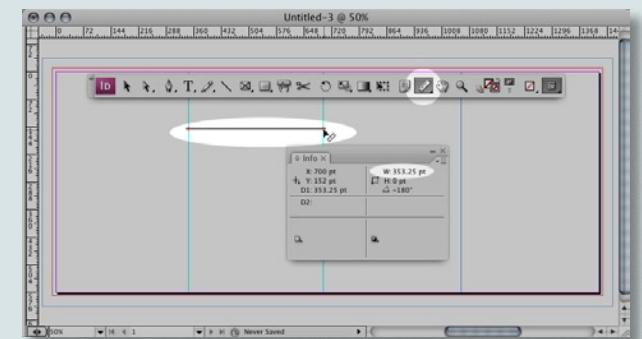 Untitled-3 @ 50%
0 72 144 216 288 360 432 504 576 648 720 792 864 936 1008 1080 1152 1224 1296 1368 14
ID T
Info
X: 700 pt W: 353.25 pt
Y: 152 pt H: 0 pt
D1: 353.25 pt -180°
D2:
50% 1 Never Saved